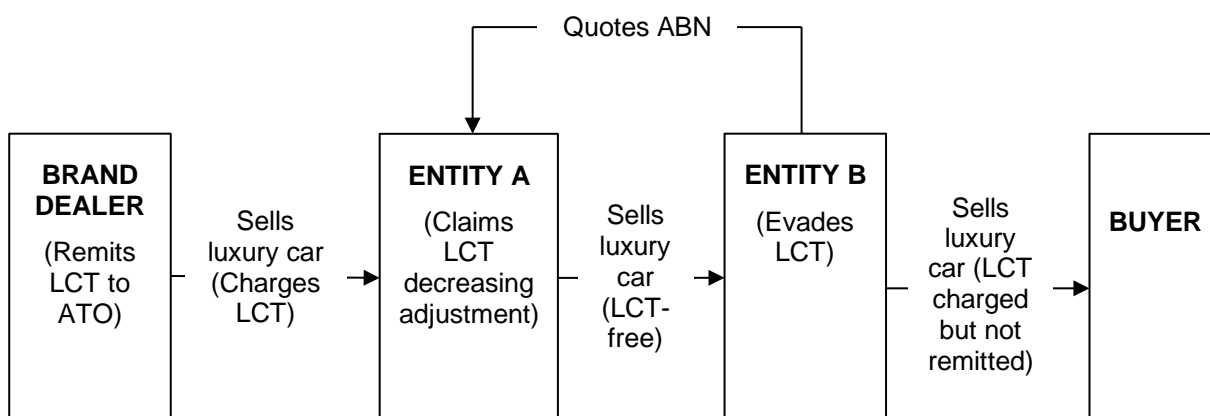 Quotes ABN
BRAND
DEALER
(Remits
LCT to
ATO)
Sells
luxury car
(Charges
LCT)
ENTITY A
(Claims
LCT
decreasing
adjustment)
Sells
luxury
car
(LCT-
free)
ENTITY B
(Evades
LCT)
Sells
luxury
car (LCT
charged
but not
remitted)
BUYER